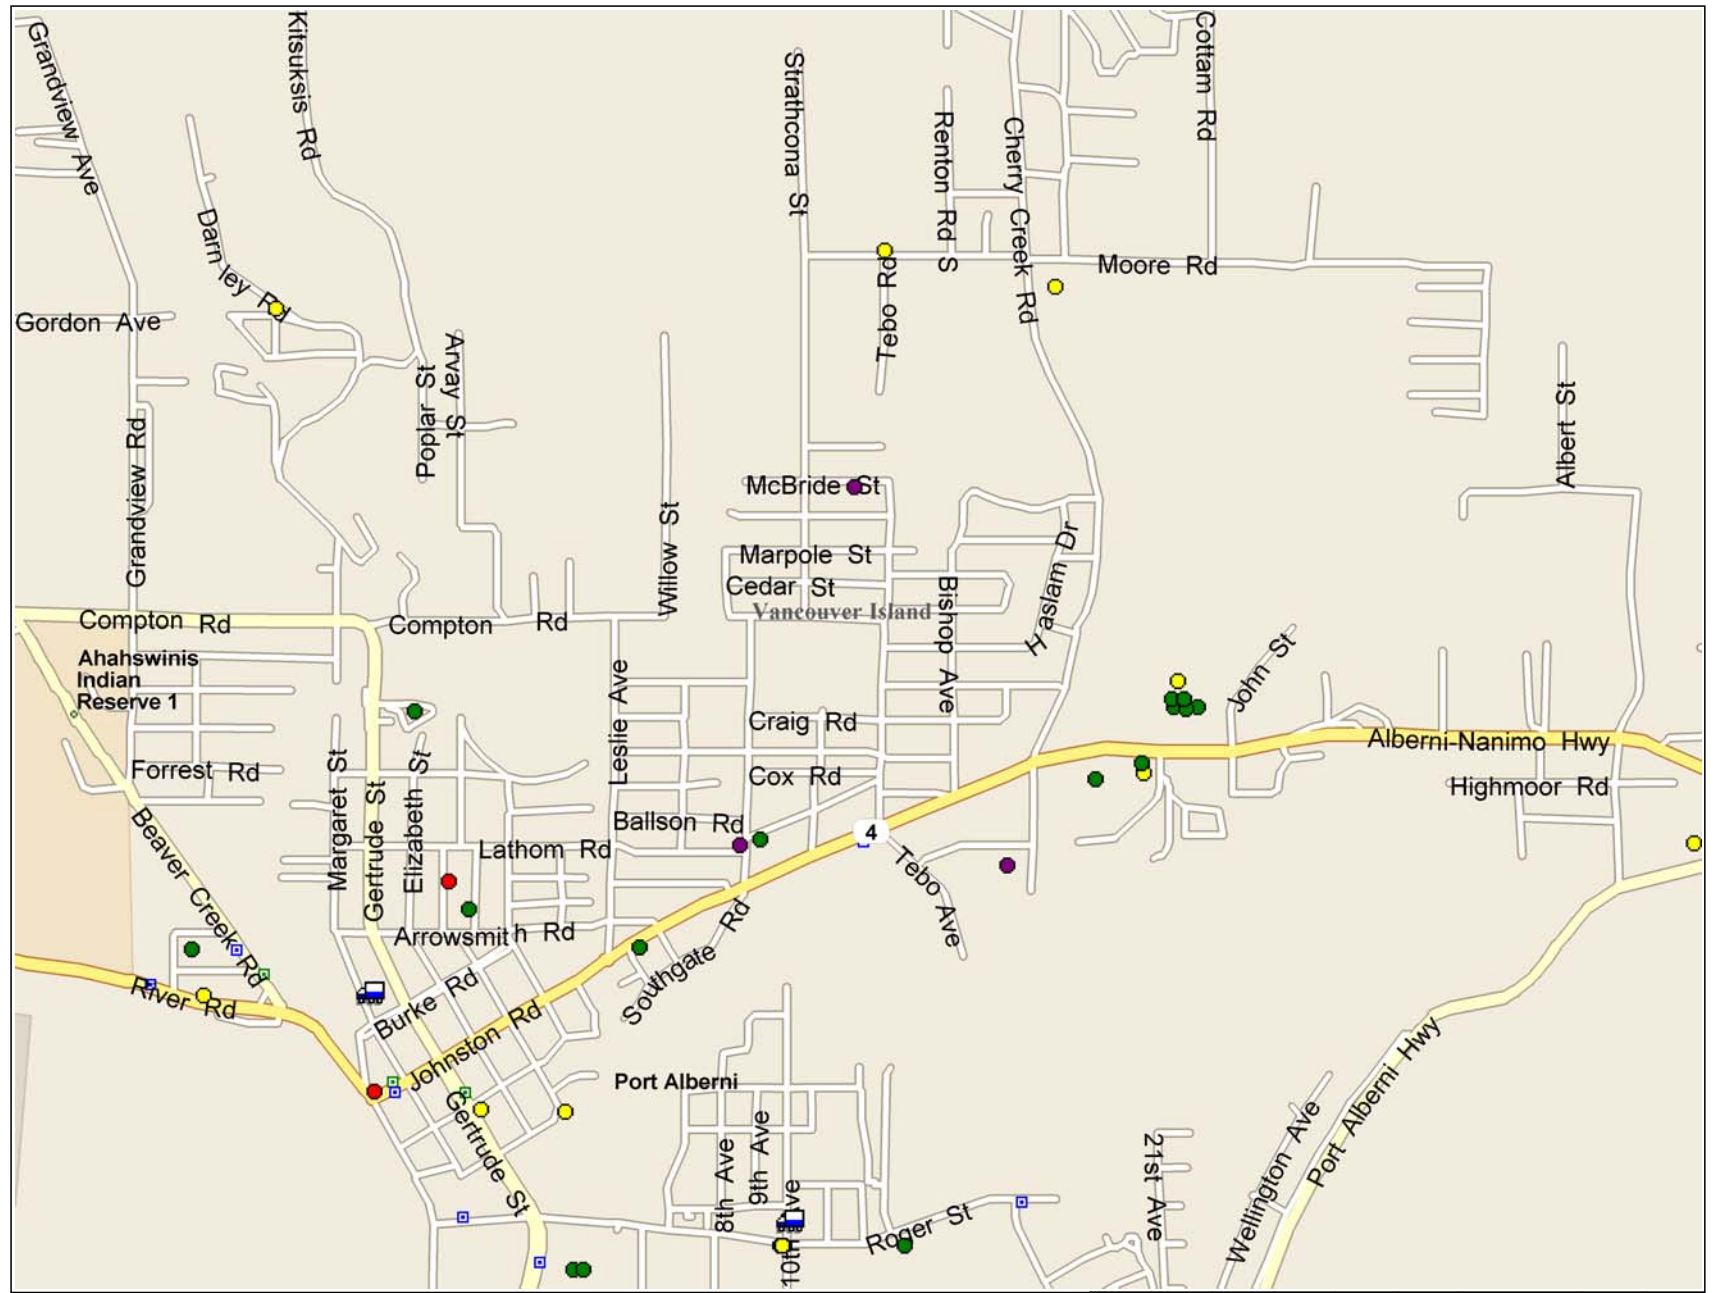 Grandview Ave
Kitsuksis Rd
Strathcona St
Renton Rd S
Cherry Creek Rd
Cottam Rd
Darn ley Rd
Moore Rd
Tebo Rd
Gordon Ave
Poplar St
Arvay St
Grandview Rd
Willow St
McBride St
Marpole St
Cedar St
Vancouver Island
Bishop Ave
Haslam Dr
Albert St
Compton Rd
Compton Rd
Ahahswinis
Indian
Reserve 1
Leslie Ave
John St
Craig Rd
Alberni-Nanimo Hwy
Forrest Rd
Margaret St
Gertrude St
Elizabeth St
Cox Rd
Highmoor Rd
Ballson Rd
4
Lathom Rd
Tebo Ave
Beaver Creek Rd
Arrowsmith Rd
Southgate Rd
River Rd
Burke Rd
Johnston Rd
Port Alberni
Gertrude St
8th Ave
9th Ave
10th Ave
Roger St
21st Ave
Wellington Ave
Port Alberni Hwy